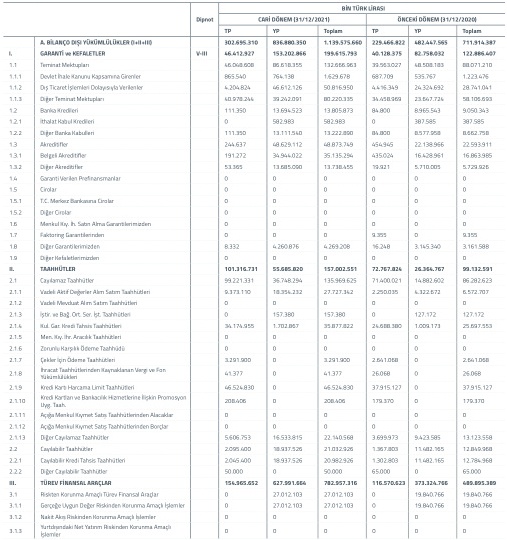 BİN TÜRK LİRASI
Dipnot CARİ DÖNEM (31/12/2021) ÖNCEKİ DÖNEM (31/12/2020)
TP YP Toplam TP YP Toplam
A. BİLANÇO DIŞI YÜKÜMLÜLÜKLER (I+II+III) 302.695.310 836.880.350 1.139.575.660 229.466.822 482.447.565 711.914.387
I. GARANTİ ve KEFALETLER V-III 46.412.927 153.202.866 199.615.793 40.128.375 82.758.032 122.886.407
1.1 Teminat Mektupları 46.048.608 86.618.355 132.666.963 39.563.027 48.508.183 88.071.210
1.1.1 Devlet İhale Kanunu Kapsamına Girenler 865.540 764.138 1.629.678 687.709 535.767 1.223.476
1.1.2 Dış Ticaret İşlemleri Dolayısıyla Verilenler 4.204.824 46.612.126 50.816.950 4.416.349 24.324.692 28.741.041
1.1.3 Diğer Teminat Mektupları 40.978.244 39.242.091 80.220.335 34.458.969 23.647.724 58.106.693
1.2 Banka Kredileri 111.350 13.694.523 13.805.873 84.800 8.965.543 9.050.343
1.2.1 İthalat Kabul Kredileri 0 582.983 582.983 0 387.585 387.585
1.2.2 Diğer Banka Kabulleri 111.350 13.111.540 13.222.890 84.800 8.577.958 8.662.758
1.3 Akreditifler 244.637 48.629.112 48.873.749 454.945 22.138.966 22.593.911
1.3.1 Belgeli Akreditifler 191.272 34.944.022 35.135.294 435.024 16.428.961 16.863.985
1.3.2 Diğer Akreditifler 53.365 13.685.090 13.738.455 19.921 5.710.005 5.729.926
1.4 Garanti Verilen Prefinansmanlar 0 0 0 0 0 0
1.5 Cirolar 0 0 0 0 0 0
1.5.1 T.C. Merkez Bankasına Cirolar 0 0 0 0 0 0
1.5.2 Diğer Cirolar 0 0 0 0 0 0
1.6 Menkul Kıy. İh. Satın Alma Garantilerimizden 0 0 0 0 0 0
1.7 Faktoring Garantilerinden 0 0 0 9.355 0 9.355
1.8 Diğer Garantilerimizden 8.332 4.260.876 4.269.208 16.248 3.145.340 3.161.588
1.9 Diğer Kefaletlerimizden 0 0 0 0 0 0
II. TAAHHÜTLER 101.316.731 55.685.820 157.002.551 72.767.824 26.364.767 99.132.591
2.1 Cayılamaz Taahhütler 99.221.331 36.748.294 135.969.625 71.400.021 14.882.602 86.282.623
2.1.1 Vadeli Aktif Değerler Alım Satım Taahhütleri 9.373.110 18.354.232 27.727.342 2.250.035 4.322.672 6.572.707
2.1.2 Vadeli Mevduat Alım Satım Taahhütleri 0 0 0 0 0 0
2.1.3 İştir. ve Bağ. Ort. Ser. İşt. Taahhütleri 0 157.380 157.380 0 127.172 127.172
2.1.4 Kul. Gar. Kredi Tahsis Taahhütleri 34.174.955 1.702.867 35.877.822 24.688.380 1.009.173 25.697.553
2.1.5 Men. Kıy. İhr. Aracılık Taahhütleri 0 0 0 0 0 0
2.1.6 Zorunlu Karşılık Ödeme Taahhüdü 0 0 0 0 0 0
2.1.7 Çekler İçin Ödeme Taahhütleri 3.291.900 0 3.291.900 2.641.068 0 2.641.068
2.1.8 İhracat Taahhütlerinden Kaynaklanan Vergi ve Fon Yükümlülükleri 41.377 0 41.377 26.068 0 26.068
2.1.9 Kredi Kartı Harcama Limit Taahhütleri 46.524.830 0 46.524.830 37.915.127 0 37.915.127
2.1.10 Kredi Kartları ve Bankacılık Hizmetlerine İlişkin Promosyon Uyg. Taah. 208.406 0 208.406 179.370 0 179.370
2.1.11 Açığa Menkul Kıymet Satış Taahhütlerinden Alacaklar 0 0 0 0 0 0
2.1.12 Açığa Menkul Kıymet Satış Taahhütlerinden Borçlar 0 0 0 0 0 0
2.1.13 Diğer Cayılamaz Taahhütler 5.606.753 16.533.815 22.140.568 3.699.973 9.423.585 13.123.558
2.2 Cayılabilir Taahhütler 2.095.400 18.937.526 21.032.926 1.367.803 11.482.165 12.849.968
2.2.1 Cayılabilir Kredi Tahsis Taahhütleri 2.045.400 18.937.526 20.982.926 1.302.803 11.482.165 12.784.968
2.2.2 Diğer Cayılabilir Taahhütler 50.000 0 50.000 65.000 0 65.000
III. TÜREV FİNANSAL ARAÇLAR 154.965.652 627.991.664 782.957.316 116.570.623 373.324.766 489.895.389
3.1 Riskten Korunma Amaçlı Türev Finansal Araçlar 0 27.012.103 27.012.103 0 19.840.766 19.840.766
3.1.1 Gerçeğe Uygun Değer Riskinden Korunma Amaçlı İşlemler 0 27.012.103 27.012.103 0 19.840.766 19.840.766
3.1.2 Nakit Akış Riskinden Korunma Amaçlı İşlemler 0 0 0 0 0 0
3.1.3 Yurtdışındaki Net Yatırım Riskinden Korunma Amaçlı İşlemler 0 0 0 0 0 0